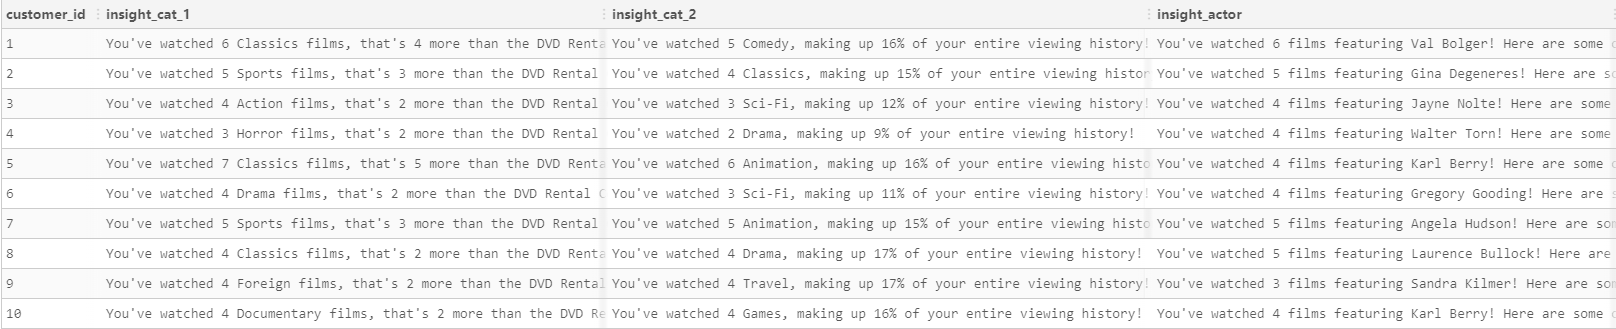 customer_id insight_cat_1 insight_cat_2 insight_actor
1 You've watched 6 Classics films, that's 4 more than the DVD You've watched 5 Comedy, making up 16% of your entire viewing history! You've watched 6 films featuring Val Bolger! Here are some
2 You've watched 5 Sports films, that's 3 more than the DVD Rental You've watched 4 Classics, making up 15% of your entire viewing You've watched 5 films featuring Gina Degeneres! Here are
3 You've watched 4 Action films, that's 2 more than the DVD Rental You've watched 3 Sci-Fi, making up 12% of your entire viewing history! You've watched 4 films featuring Jayne Nolte! Here are some
4 You've watched 3 Horror films, that's 2 more than the DVD Rental You've watched 2 Drama, making up 9% of your entire viewing history! You've watched 4 films featuring Walter Torn! Here are some
5 You've watched 7 Classics films, that's 5 more than the DVD You've watched 6 Animation, making up 16% of your entire viewing You've watched 4 films featuring Karl Berry! Here are some
6 You've watched 4 Drama films, that's 2 more than the DVD Rental You've watched 3 Sci-Fi, making up 11% of your entire viewing history! You've watched 4 films featuring Gregory Gooding! Here are
7 You've watched 5 Sports films, that's 3 more than the DVD Rental You've watched 5 Animation, making up 15% of your entire viewing You've watched 5 films featuring Angela Hudson! Here are
8 You've watched 4 Classics films, that's 2 more than the DVD You've watched 4 Drama, making up 17% of your entire viewing history! You've watched 5 films featuring Laurence Bullock! Here are
9 You've watched 4 Foreign films, that's 2 more than the DVD You've watched 4 Travel, making up 17% of your entire viewing history! You've watched 3 films featuring Sandra Kilmer! Here are
10 You've watched 4 Documentary films, that's 2 more than the DVD You've watched 4 Games, making up 16% of your entire viewing history! You've watched 4 films featuring Karl Berry! Here are some